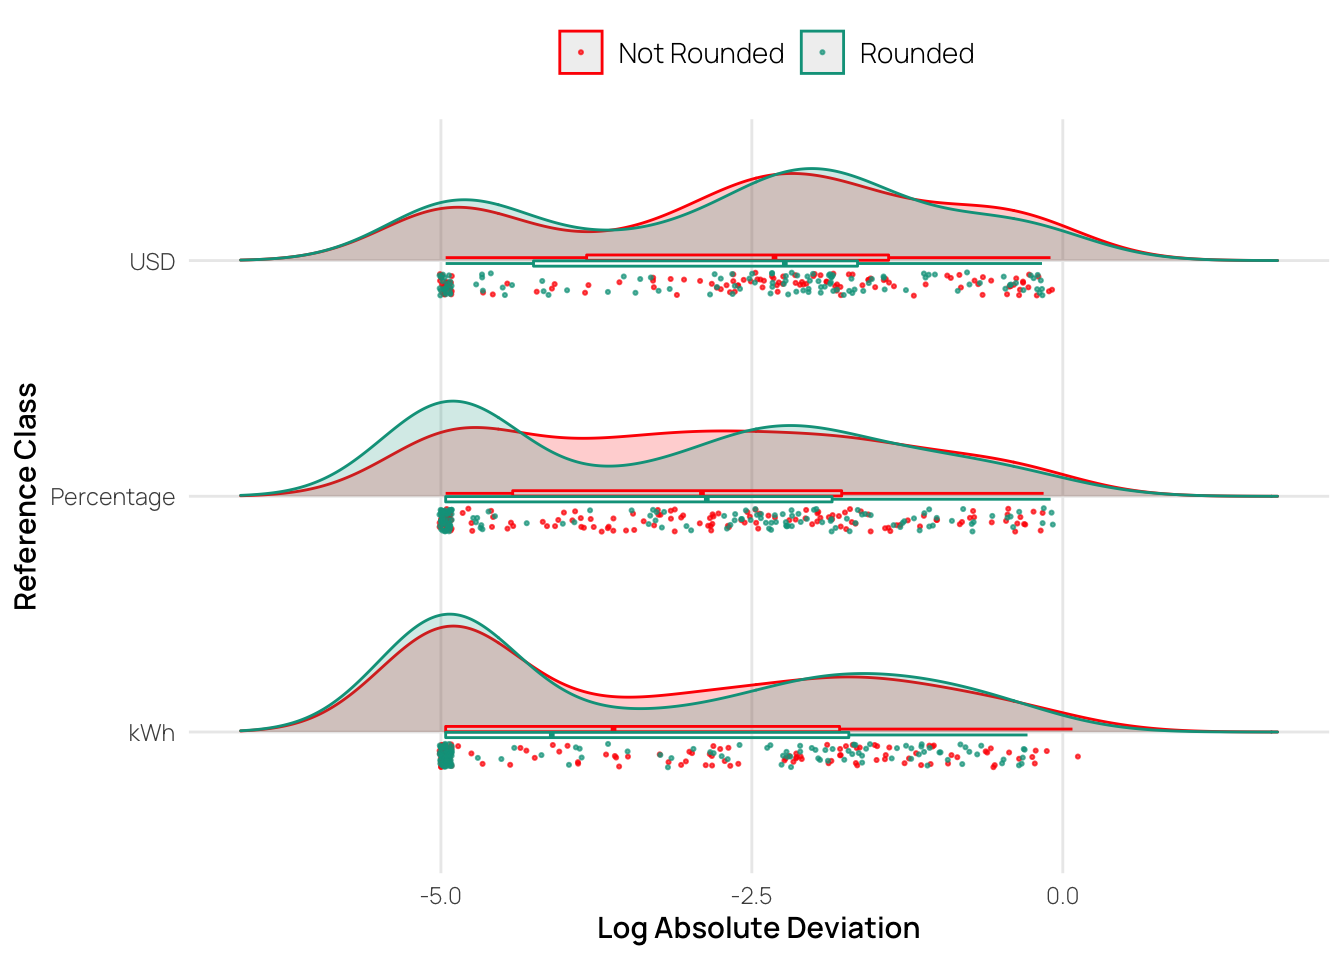 Not Rounded
Rounded
Reference Class
USD
Percentage
kWh
-5.0
-2.5
0.0
Log Absolute Deviation